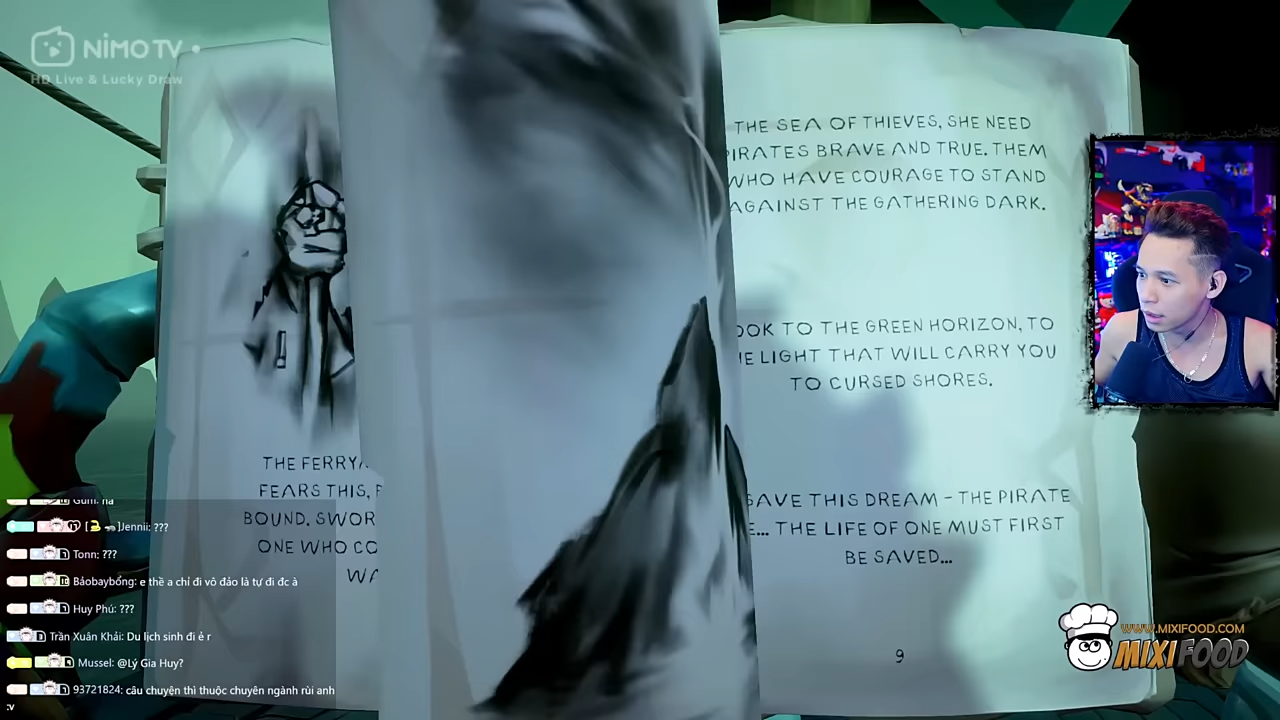 NIMO TV
HD Live & Lucky Draw
THE FERRY
FEARS THIS,
BOUND, SWOR
ONE WHO CO
WA
THE SEA OF THIEVES, SHE NEED
PIRATES BRAVE AND TRUE. THEM
WHO HAVE COURAGE TO STAND
AGAINST THE GATHERING DARK.
OOK TO THE GREEN HORIZON, TO
HE LIGHT THAT WILL CARRY YOU
TO CURSED SHORES.
SAVE THIS DREAM - THE PIRATE
E... THE LIFE OF ONE MUST FIRST
BE SAVED...
9
Jennii: ???
Tonn: ???
Bảobaybổng: e thề a chỉ đi vô đảo là tự đi đc à
Huy Phú: ???
Trần Xuân Khải: Du lịch sinh đi ẻ r
Mussel: @Lý Gia Huy?
93721824: câu chuyện thì thuộc chuyên ngành rùi anh
:v
WWW.MIXIFOOD.COM
MIXIFOOD